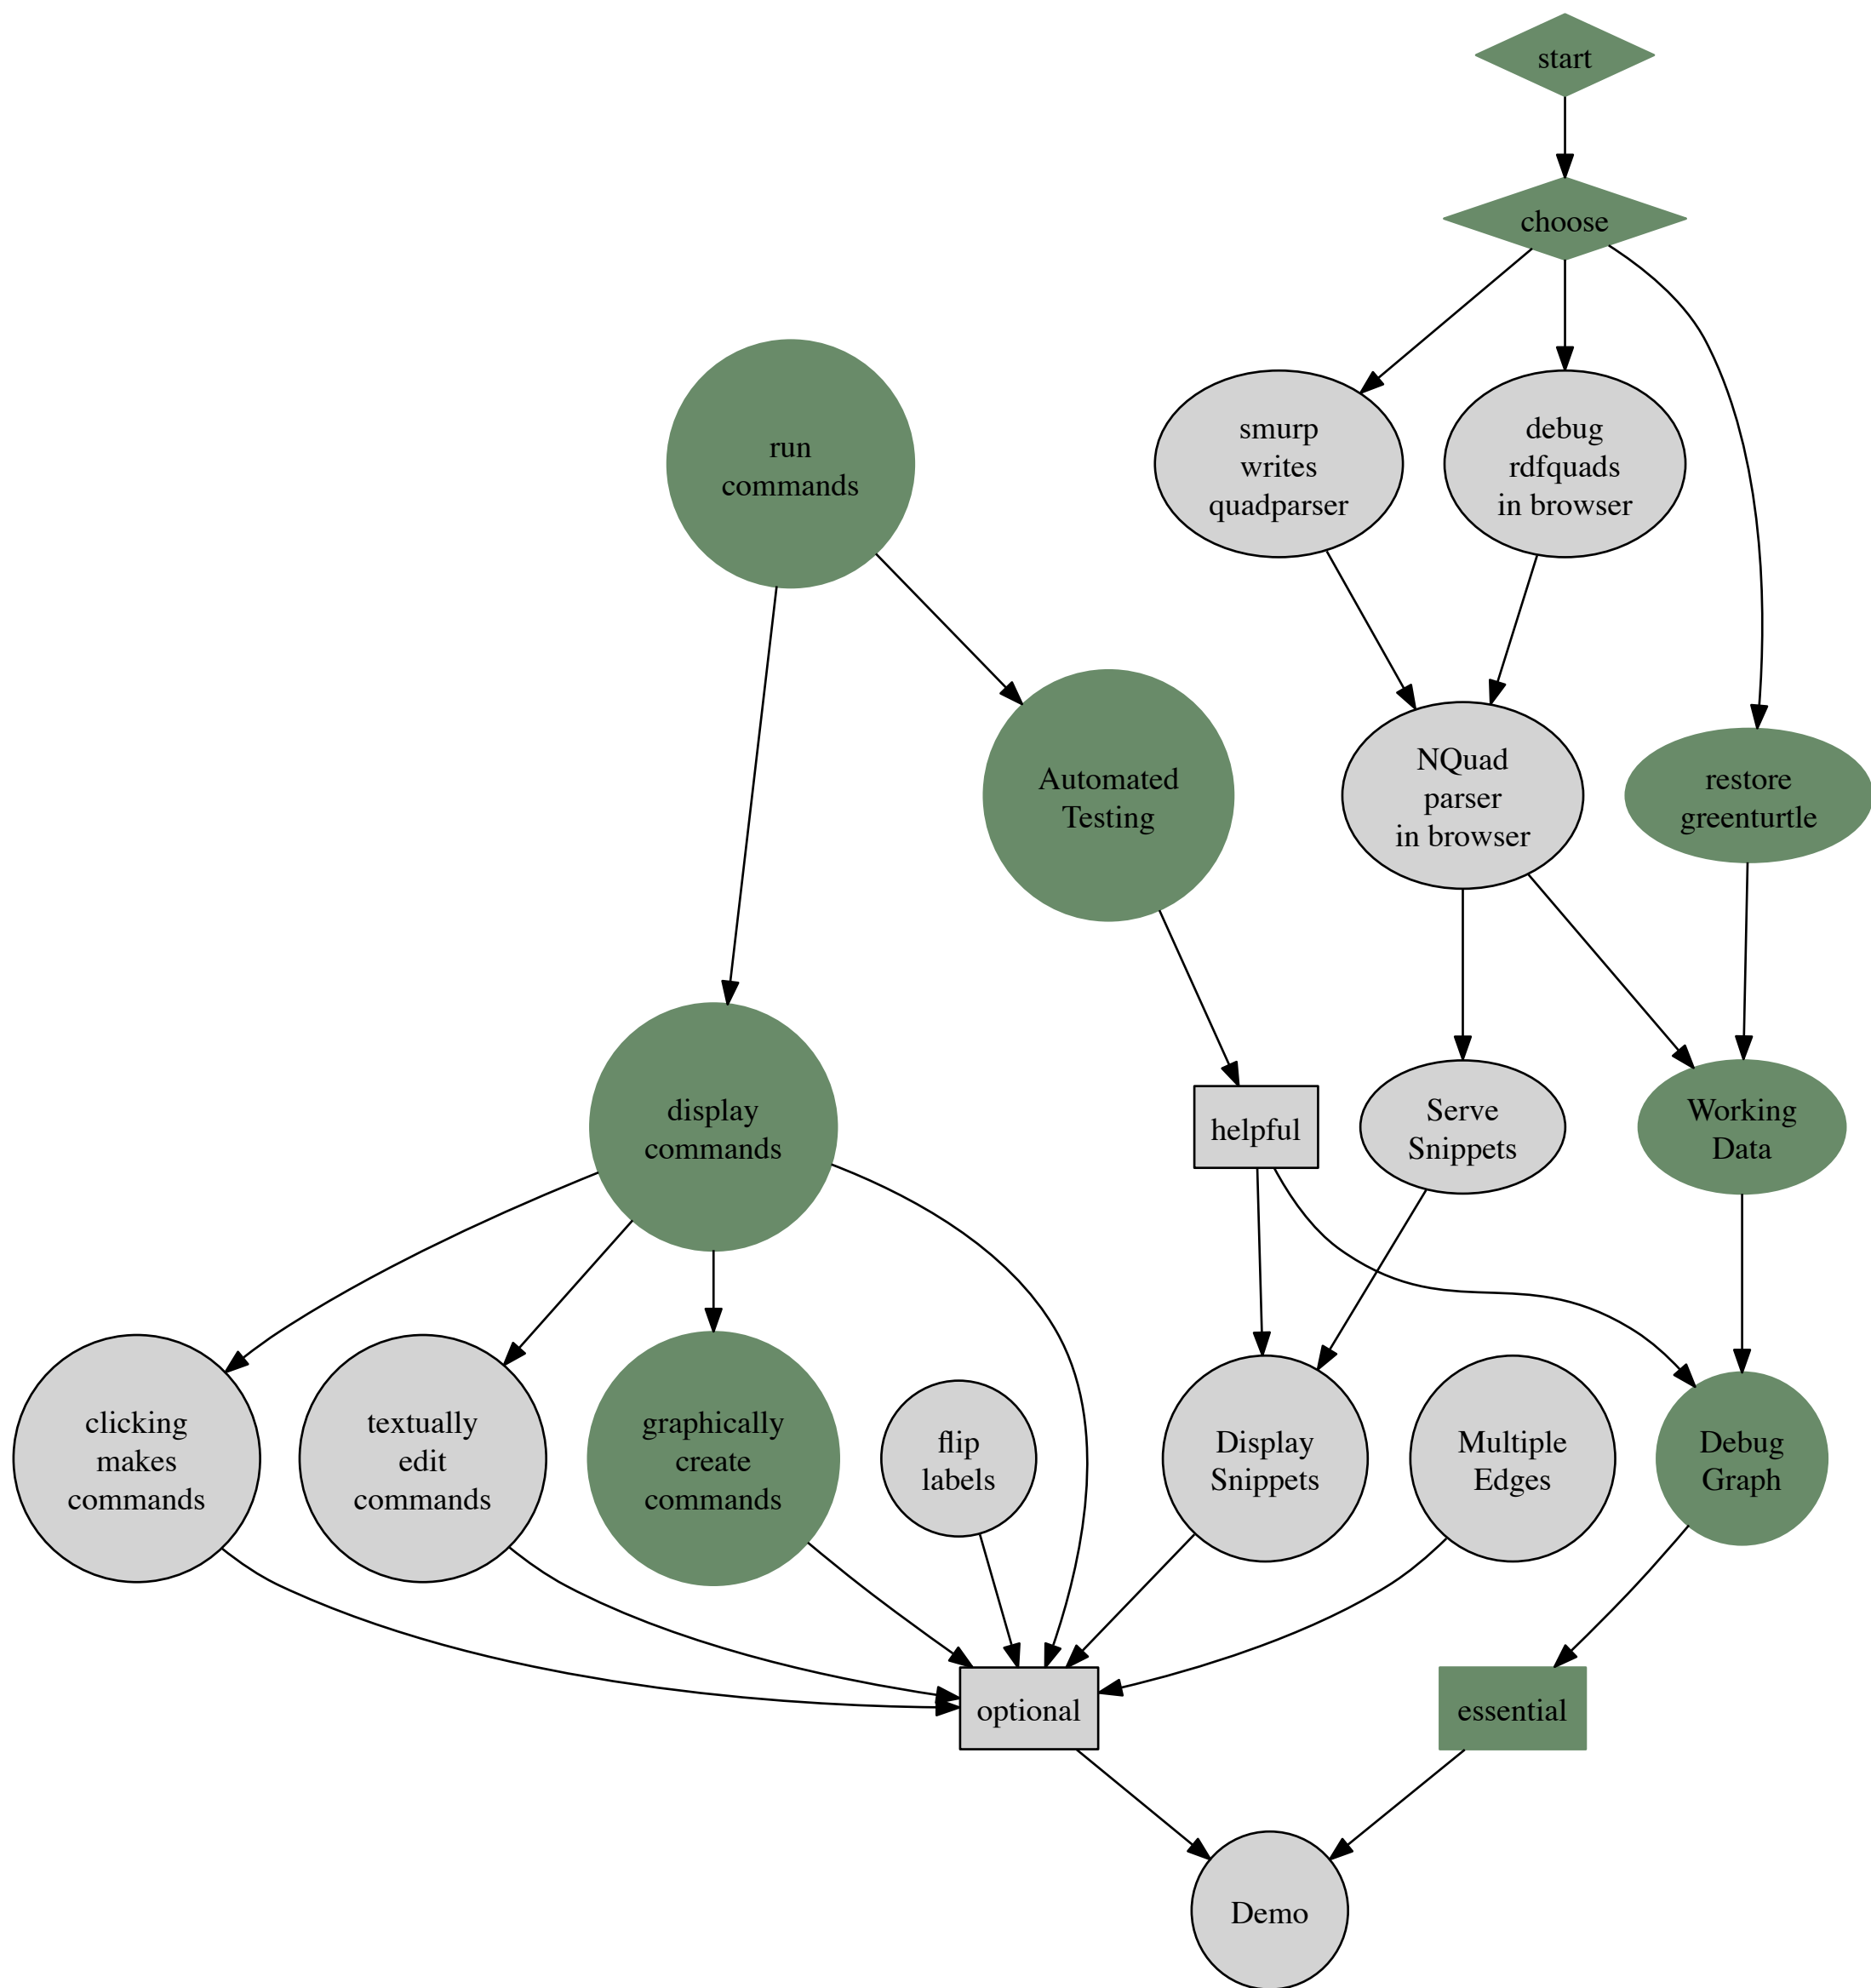 start
choose
run
commands
smurp
writes
quadparser
debug
rdfquads
in browser
Automated
Testing
NQuad
parser
in browser
restore
greenturtle
display
commands
helpful
Serve
Snippets
Working
Data
clicking
makes
commands
textually
edit
commands
graphically
create
commands
flip
labels
Display
Snippets
Multiple
Edges
Debug
Graph
optional
essential
Demo